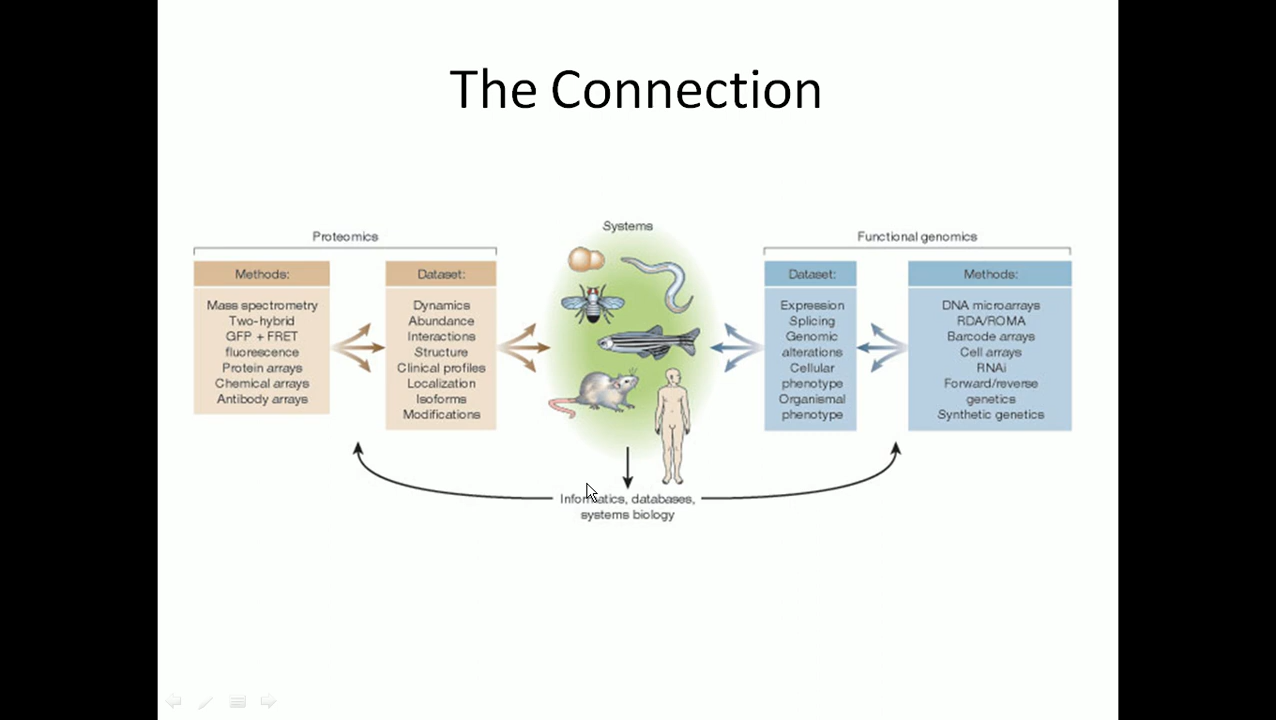 The Connection
Systems
Proteomics
Functional genomics
Methods:
Mass spectrometry
Two-hybrid
GFP + FRET
fluorescence
Protein arrays
Chemical arrays
Antibody arrays
Dataset:
Dynamics
Abundance
Interactions
Structure
Clinical profiles
Localization
Isoforms
Modifications
Dataset:
Expression
Splicing
Genomic
alterations
Cellular
phenotype
Organismal
phenotype
Methods:
DNA microarrays
RDA/ROMA
Barcode arrays
Cell arrays
RNAi
Forward/reverse
genetics
Synthetic genetics
Informatics, databases,
systems biology